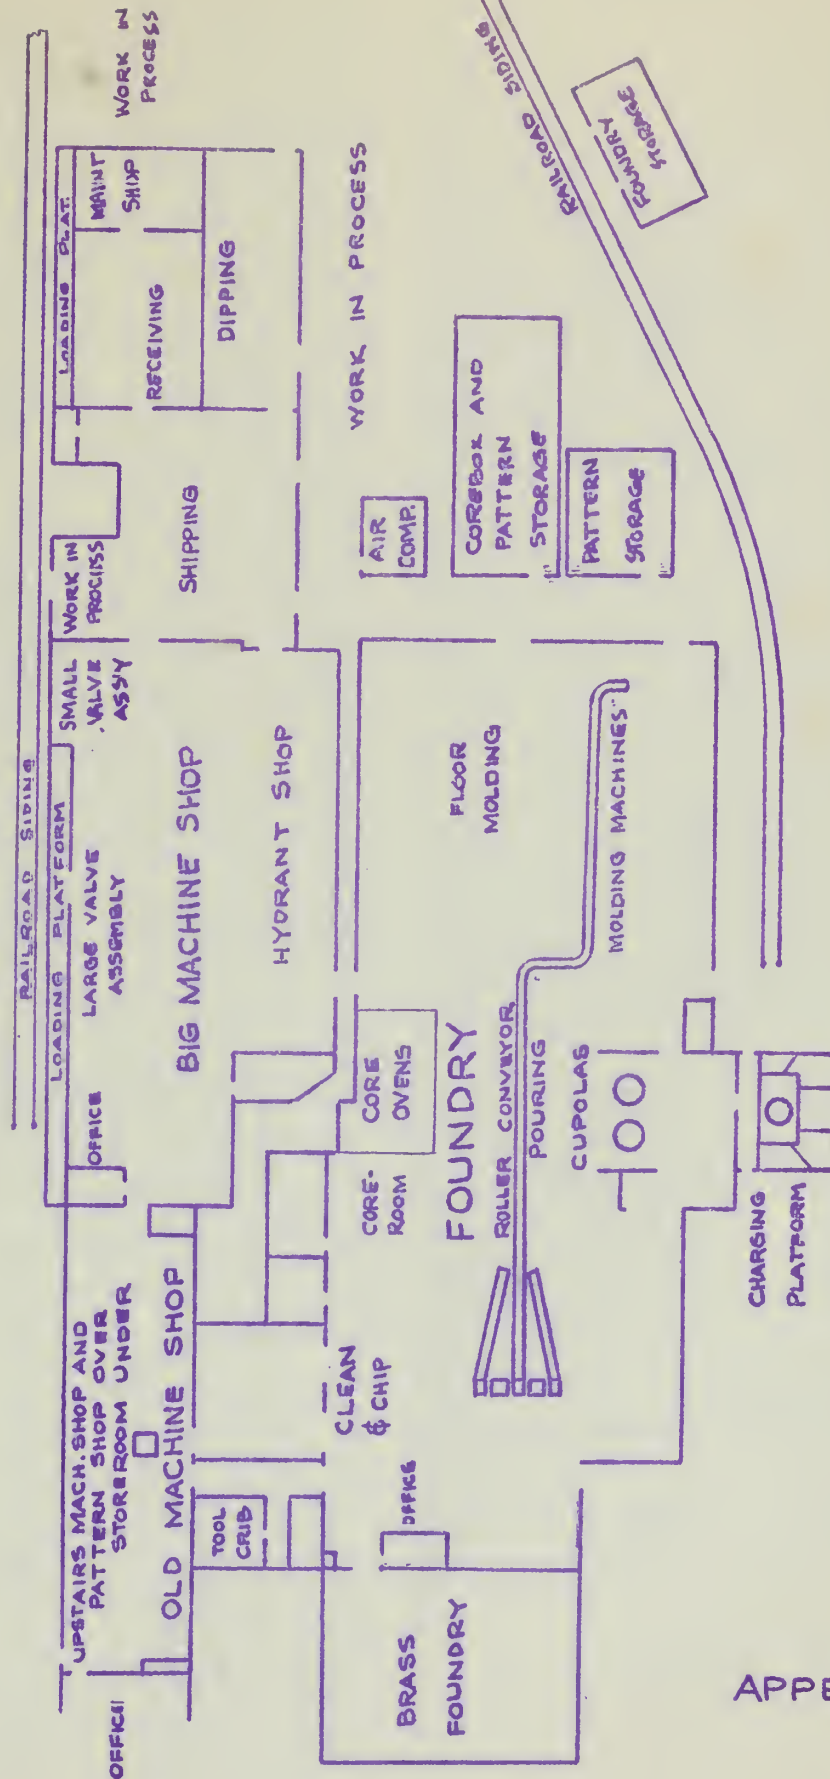 WORK IN
PROCESS
RAILROAD SIDING
FOUNDRY
STORAGE
LOADING PLAT.
MAINT
SHOP
RECEIVING
DIPPING
WORK IN PROCESS
SHIPPING
WORK IN
PROCESS
AIR
COMP.
COREBOX AND
PATTERN
STORAGE
PATTERN
STORAGE
RAILROAD SIDING
LOADING PLATFORM
SMALL
VALVE
ASS'Y
LARGE VALVE
ASSEMBLY
OFFICE
BIG MACHINE SHOP
HYDRANT SHOP
FLOOR
MOLDING
MOLDING MACHINES
CORE
OVENS
CORE-
ROOM
FOUNDRY
ROLLER CONVEYOR
POURING
CUPOLAS
CHARGING
PLATFORM
UPSTAIRS MACH. SHOP AND
PATTERN SHOP OVER
STOREROOM UNDER
OLD MACHINE SHOP
CLEAN
& CHIP
TOOL
CRIB
OFFICE
BRASS
FOUNDRY
OFFICE
APPE